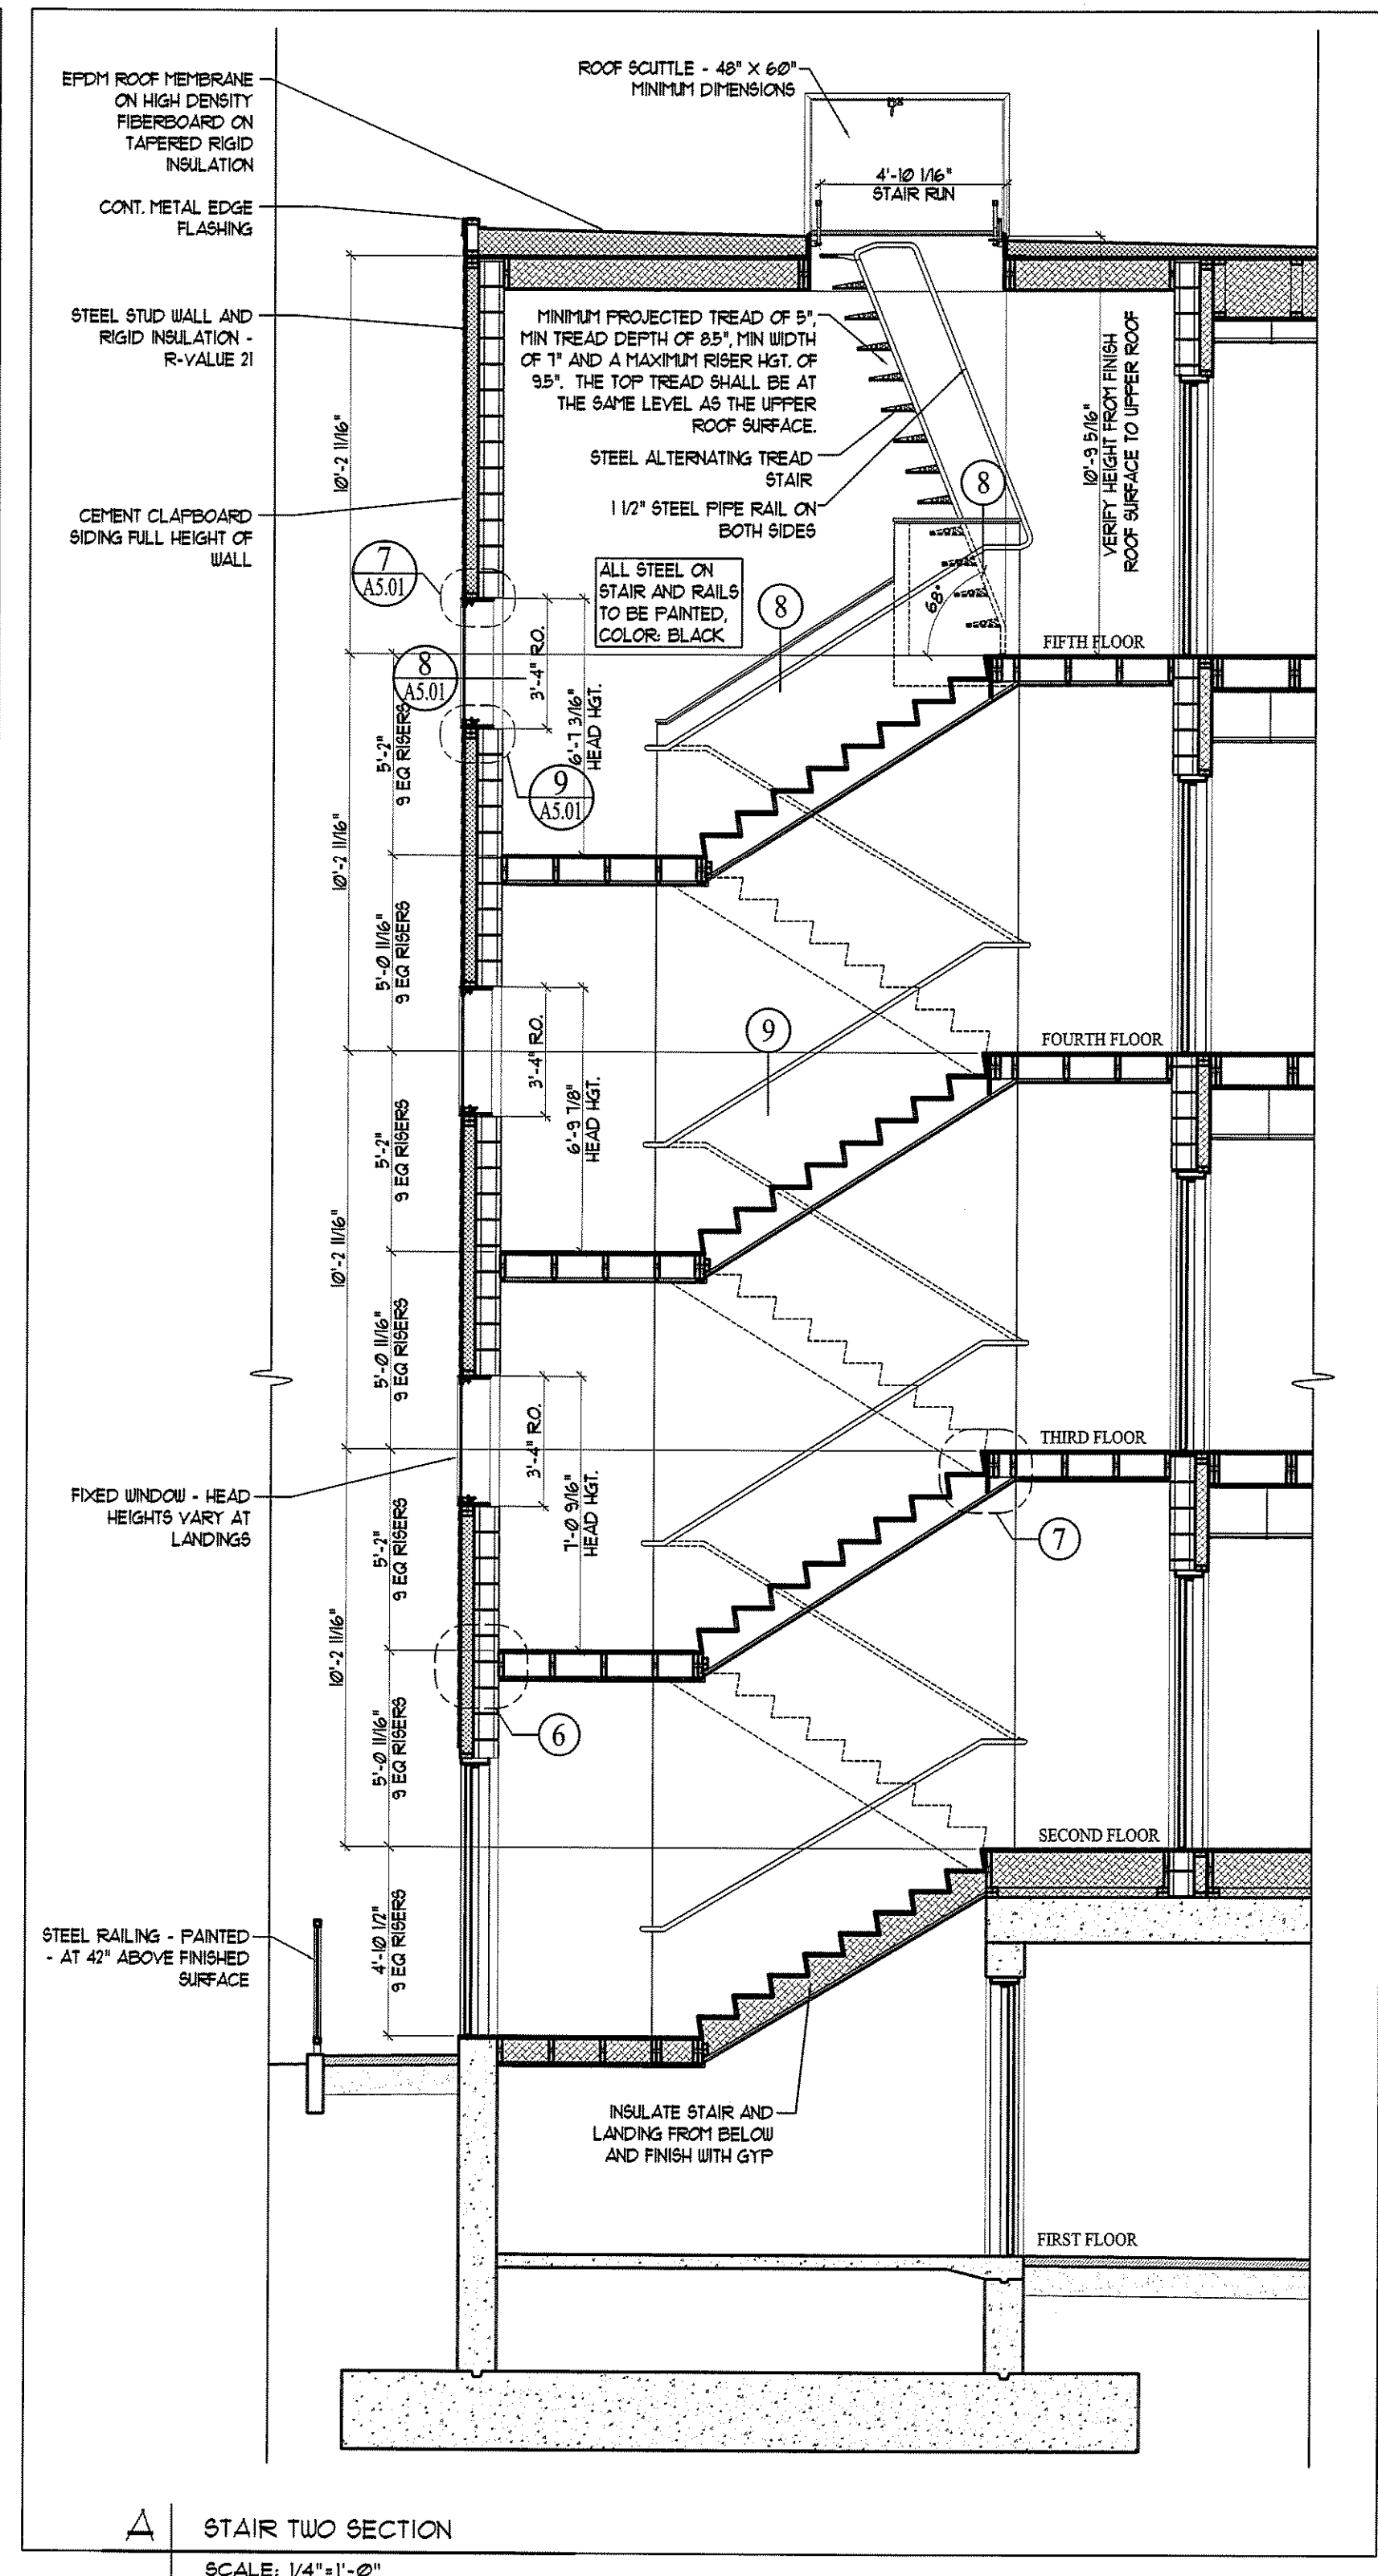 EPDM ROOF MEMBRANE
ON HIGH DENSITY
FIBERBOARD ON
TAPERED RIGID
INSULATION
CONT. METAL EDGE
FLASHING
STEEL STUD WALL AND
RIGID INSULATION -
R-VALUE 21
CEMENT CLAPBOARD
SIDING FULL HEIGHT OF
WALL
ROOF SCUTTLE - 48" X 60"
MINIMUM DIMENSIONS
4'-10 1/16"
STAIR RUN
MINIMUM PROJECTED TREAD OF 5",
MIN TREAD DEPTH OF 8.5", MIN WIDTH
OF 7" AND A MAXIMUM RISER HGT. OF
9.5". THE TOP TREAD SHALL BE AT
THE SAME LEVEL AS THE UPPER
ROOF SURFACE.
STEEL ALTERNATING TREAD
STAIR
1 1/2" STEEL PIPE RAIL ON
BOTH SIDES
10'-9 5/16"
VERIFY HEIGHT FROM FINISH
ROOF SURFACE TO UPPER ROOF
8
ALL STEEL ON
STAIR AND RAILS
TO BE PAINTED,
COLOR: BLACK
8
68°
7
A5.01
8
A5.01
9
A5.01
10'-2 11/16"
3'-4" R.O.
6'-7 3/16"
HEAD HGT.
FIFTH FLOOR
5'-2"
9 EQ RISERS
10'-2 11/16"
5'-0 11/16"
9 EQ RISERS
3'-4" R.O.
6'-9 7/8"
HEAD HGT.
9
FOURTH FLOOR
5'-2"
9 EQ RISERS
10'-2 11/16"
5'-0 11/16"
9 EQ RISERS
3'-4" R.O.
7'-0 9/16"
HEAD HGT.
THIRD FLOOR
7
FIXED WINDOW - HEAD
HEIGHTS VARY AT
LANDINGS
5'-2"
9 EQ RISERS
10'-2 11/16"
5'-0 11/16"
9 EQ RISERS
6
SECOND FLOOR
4'-10 1/2"
9 EQ RISERS
STEEL RAILING - PAINTED
- AT 42" ABOVE FINISHED
SURFACE
INSULATE STAIR AND
LANDING FROM BELOW
AND FINISH WITH GYP
FIRST FLOOR
A
STAIR TWO SECTION
SCALE: 1/4"=1'-0"